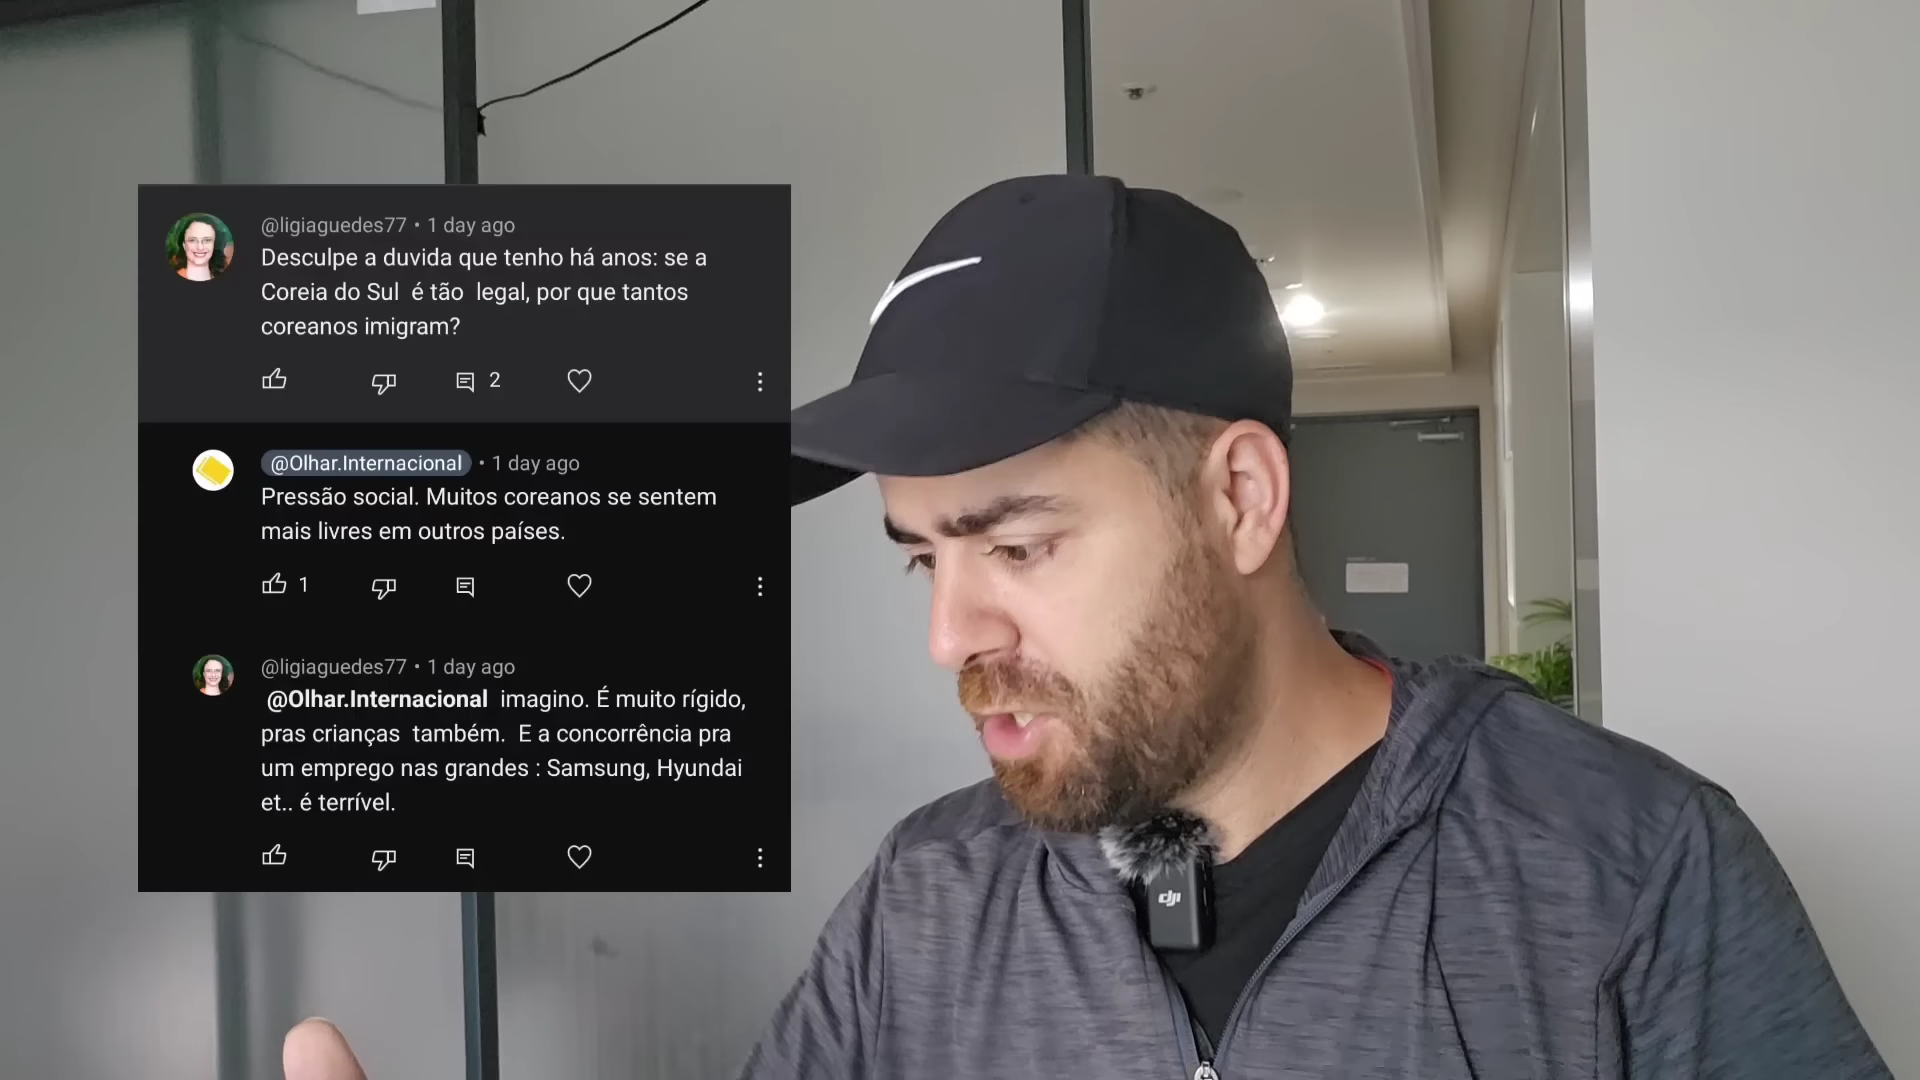 @ligiaguedes77 • 1 day ago
Desculpe a duvida que tenho há anos: se a
Coreia do Sul é tão legal, por que tantos
coreanos imigram?
2
@Olhar.Internacional • 1 day ago
Pressão social. Muitos coreanos se sentem
mais livres em outros países.
1
@ligiaguedes77 • 1 day ago
@Olhar.Internacional imagino. É muito rígido,
pras crianças também. E a concorrência pra
um emprego nas grandes : Samsung, Hyundai
et.. é terrível.
dji